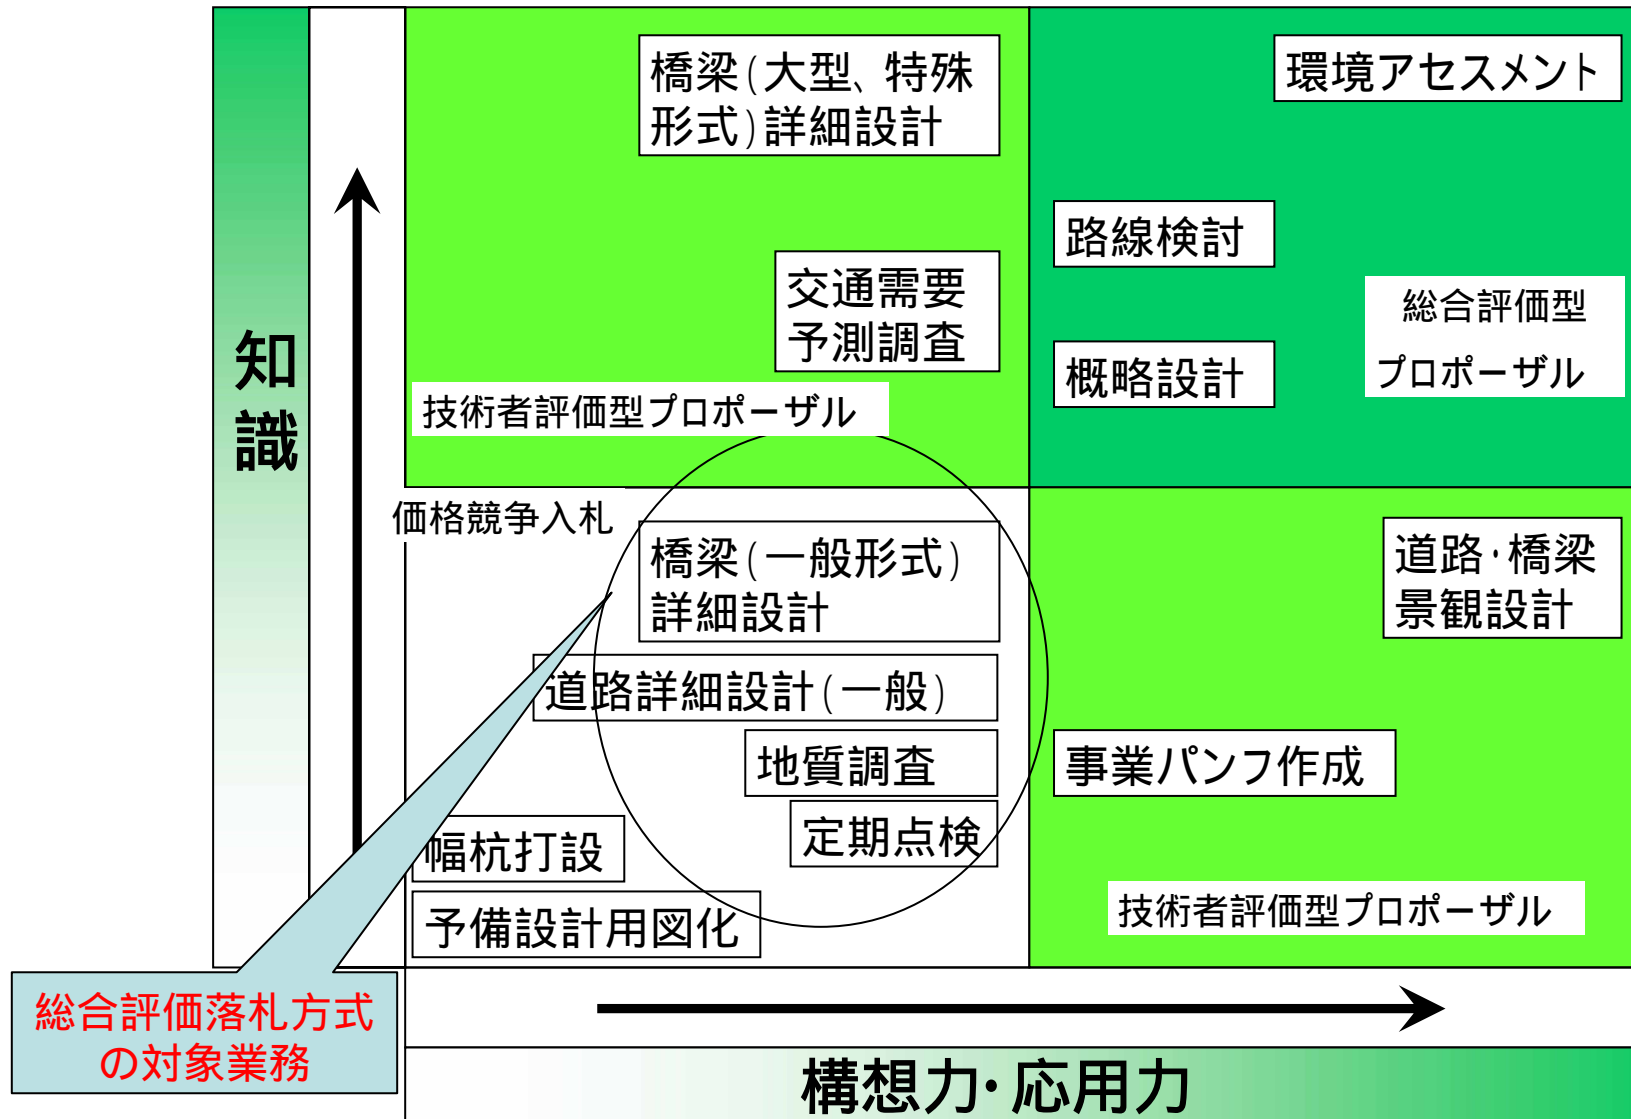 橋梁(大型、特殊
形式)詳細設計
環境アセスメント
路線検討
交通需要
予測調査
総合評価型
プロポーザル
概略設計
知
識
技術者評価型プロポーザル
価格競争入札
橋梁(一般形式)
詳細設計
道路・橋梁
景観設計
道路詳細設計(一般)
地質調査
事業パンフ作成
定期点検
幅杭打設
予備設計用図化
技術者評価型プロポーザル
総合評価落札方式
の対象業務
構想力・応用力